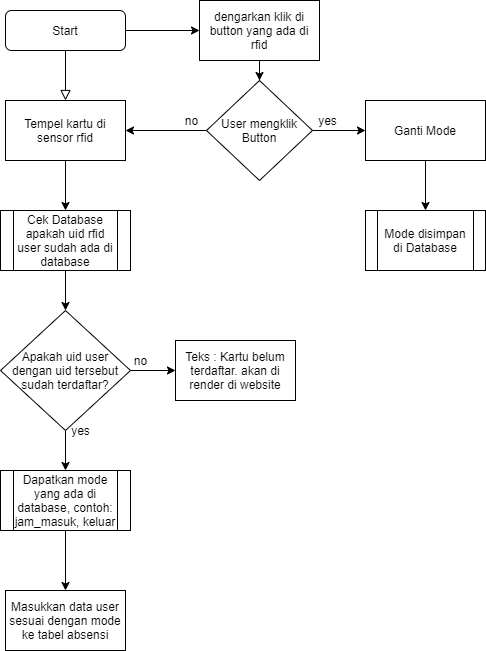 Start
dengarkan klik di
button yang ada di
rfid
Tempel kartu di
sensor rfid
no
User mengklik
Button
yes
Ganti Mode
Cek Database
apakah uid rfid
user sudah ada di
database
Mode disimpan
di Database
Apakah uid user
dengan uid tersebut
sudah terdaftar?
no
Teks : Kartu belum
terdaftar. akan di
render di website
yes
Dapatkan mode
yang ada di
database, contoh:
jam_masuk, keluar
Masukkan data user
sesuai dengan mode
ke tabel absensi